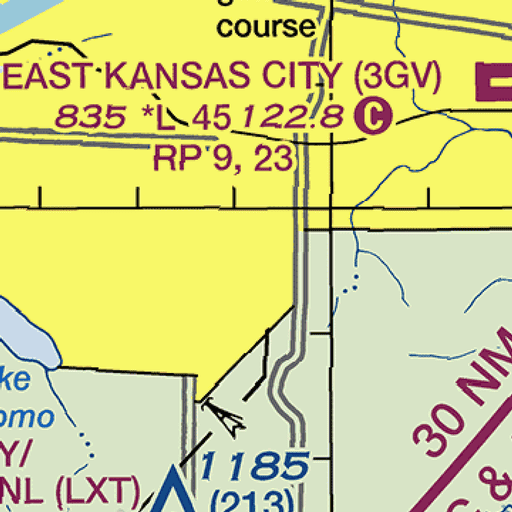 course
EAST KANSAS CITY (3GV)
835 *L 45 122.8 C
RP 9, 23
30 NM
ke
omo
Y/
NL (LXT)
1185
(213)